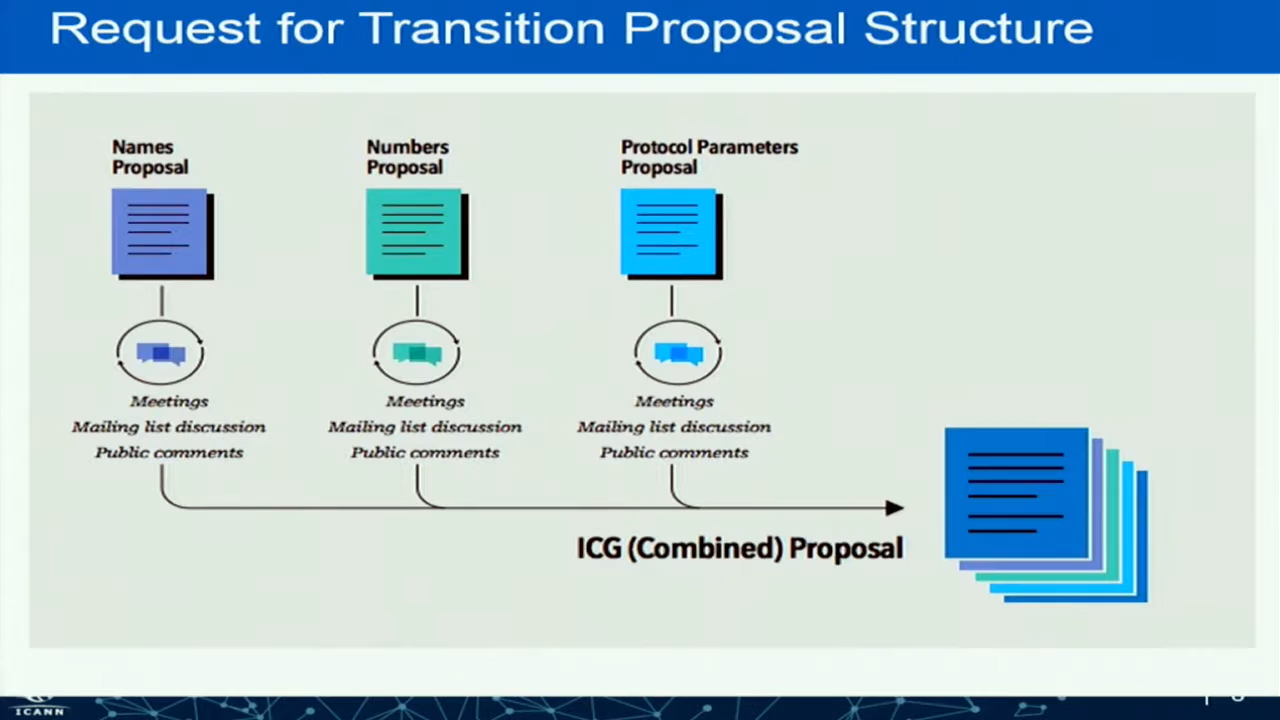 Request for Transition Proposal Structure
Names
Proposal
Numbers
Proposal
Protocol Parameters
Proposal
Meetings
Mailing list discussion
Public comments
Meetings
Mailing list discussion
Public comments
Meetings
Mailing list discussion
Public comments
ICG (Combined) Proposal
ICANN